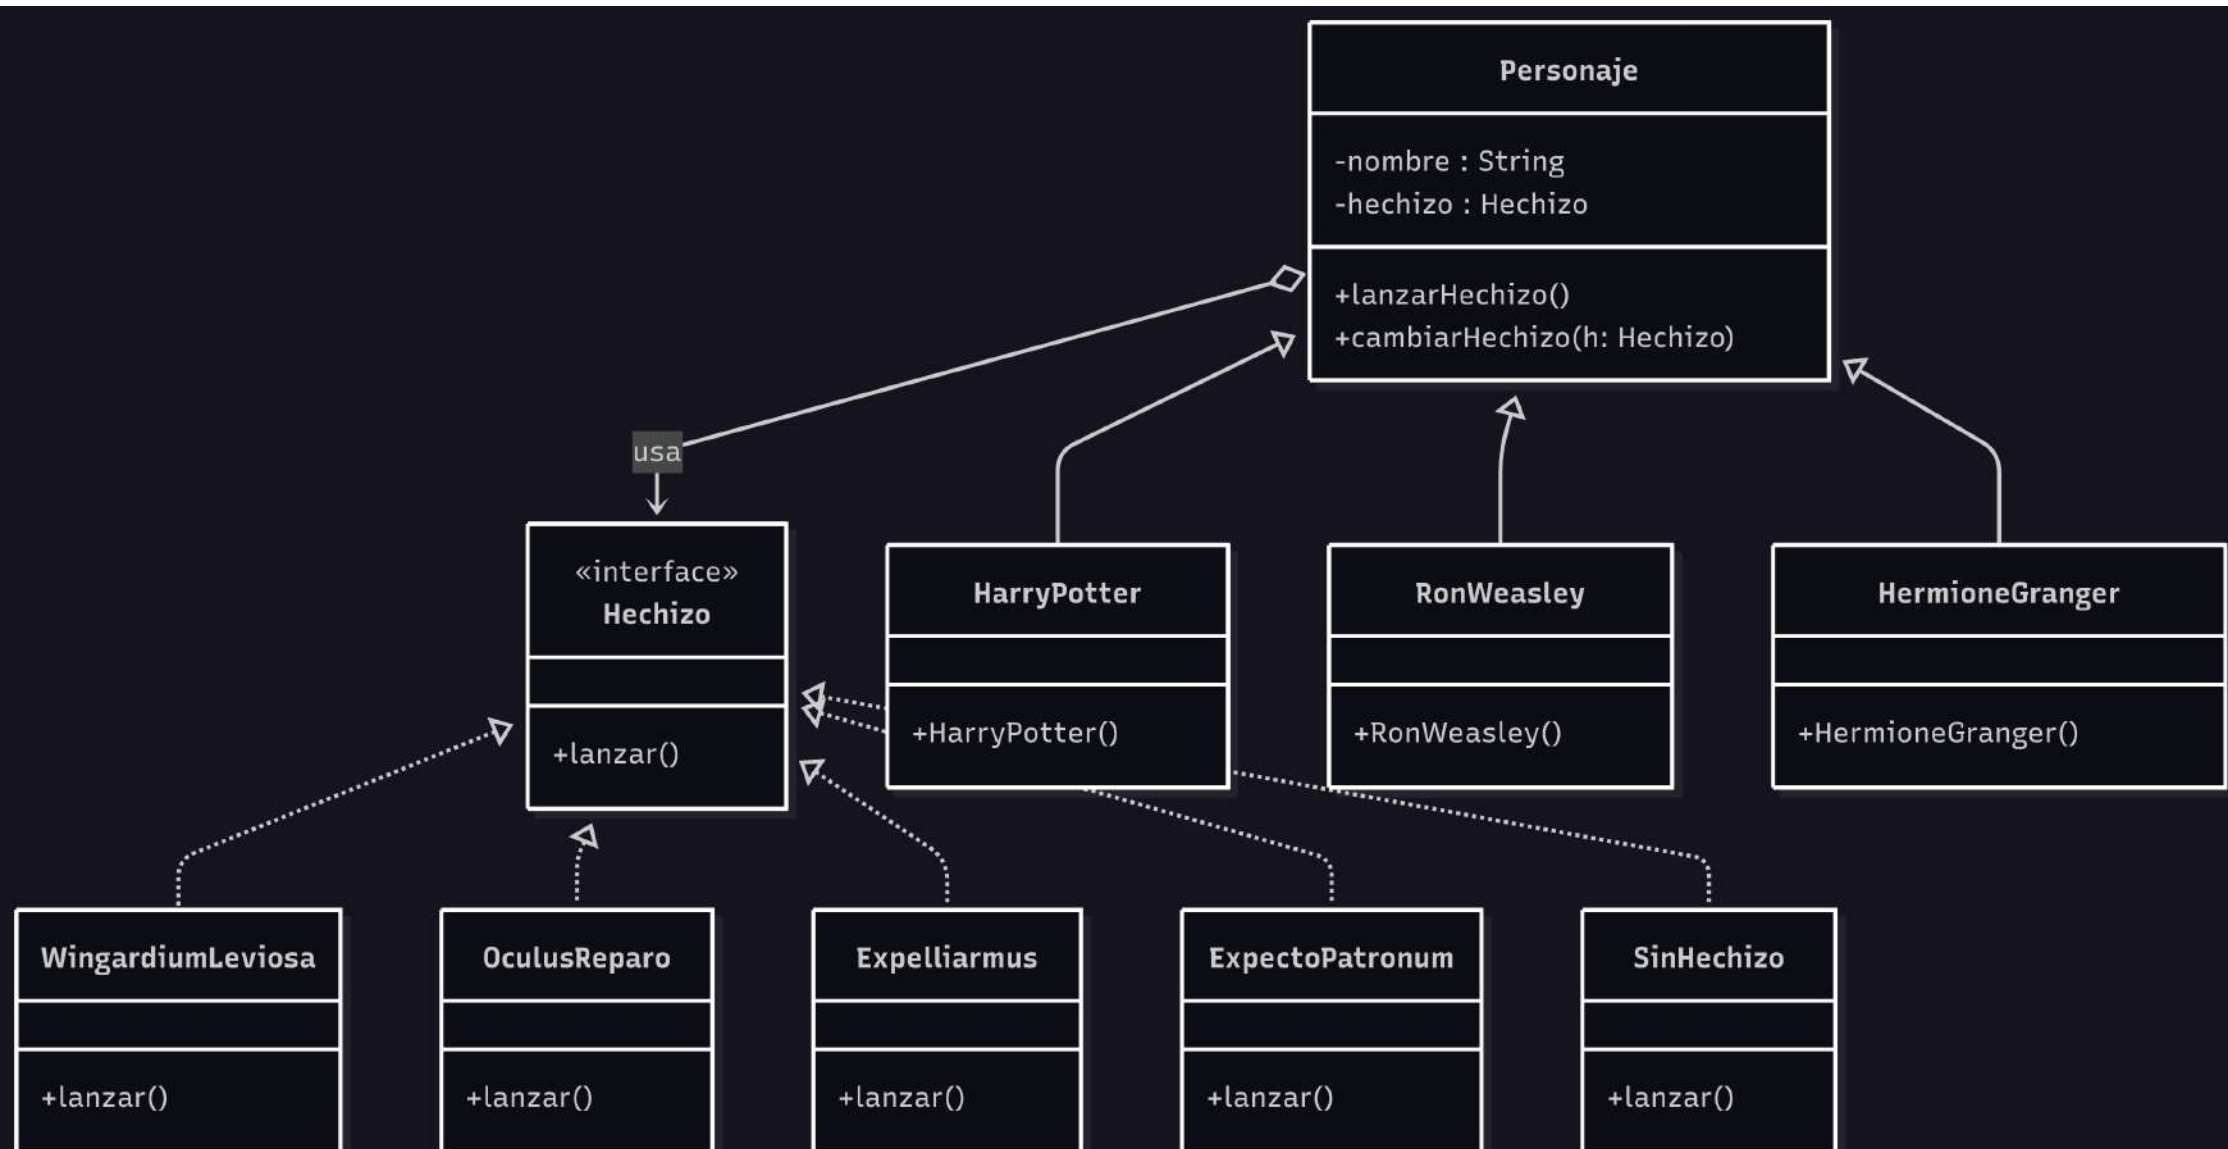 Personaje
-nombre : String
-hechizo : Hechizo
+lanzarHechizo()
+cambiarHechizo(h: Hechizo)
usa
«interface»
Hechizo
+lanzar()
HarryPotter
+HarryPotter()
RonWeasley
+RonWeasley()
HermioneGranger
+HermioneGranger()
WingardiumLeviosa
+lanzar()
OculusReparo
+lanzar()
Expelliarmus
+lanzar()
ExpectoPatronum
+lanzar()
SinHechizo
+lanzar()